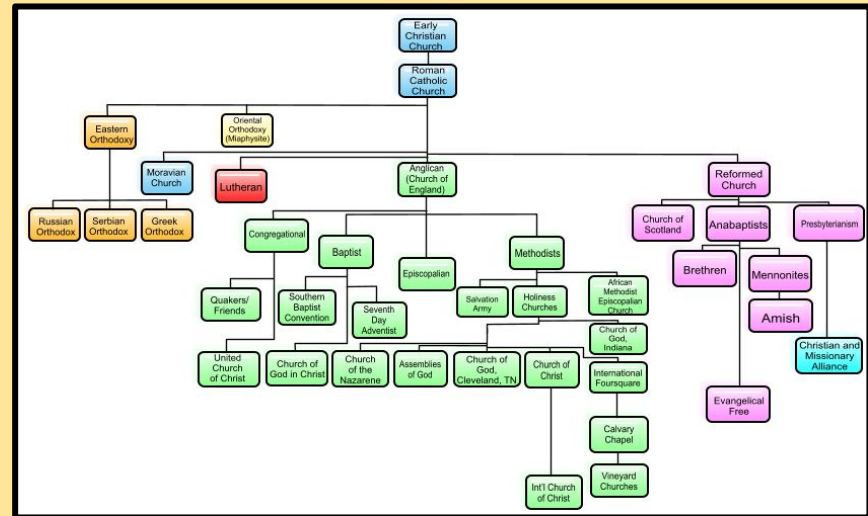 Early
Christian
Church
Roman
Catholic
Church
Eastern
Orthodoxy
Oriental
Orthodoxy
(Miaphysite)
Moravian
Church
Lutheran
Anglican
(Church of
England)
Reformed
Church
Russian
Orthodox
Serbian
Orthodox
Greek
Orthodox
Congregational
Baptist
Episcopalian
Methodists
Church of
Scotland
Anabaptists
Presbyterianism
Brethren
Mennonites
Quakers/
Friends
Southern
Baptist
Convention
Seventh
Day
Adventist
Salvation
Army
Holiness
Churches
African
Methodist
Episcopalian
Church
Amish
Church of
God,
Indiana
United
Church
of Christ
Church of
God in Christ
Church
of the
Nazarene
Assemblies
of God
Church of
God,
Cleveland, TN
Church of
Christ
International
Foursquare
Christian and
Missionary
Alliance
Evangelical
Free
Calvary
Chapel
Int'l Church
of Christ
Vineyard
Churches